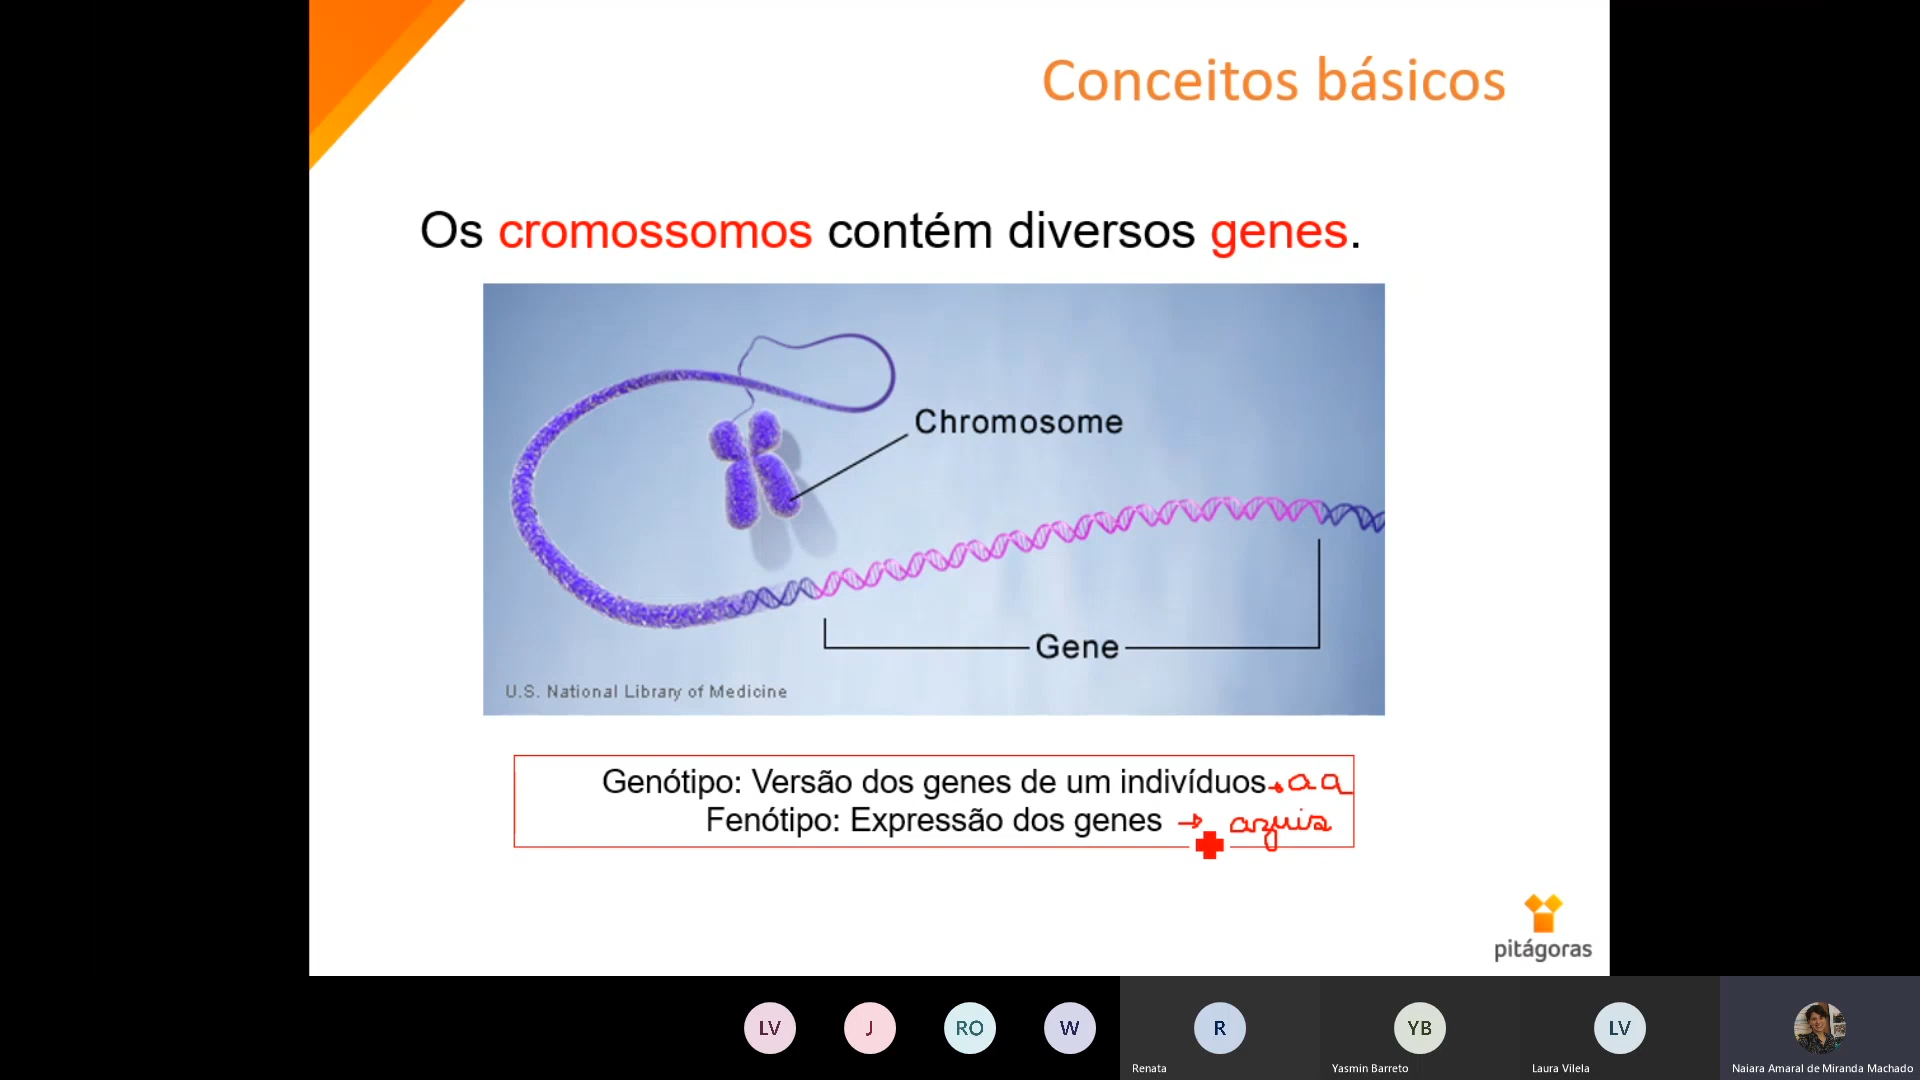 Conceitos básicos
Os cromossomos contém diversos genes.
Chromosome
Gene
U.S. National Library of Medicine
Genótipo: Versão dos genes de um indivíduos → aa
Fenótipo: Expressão dos genes → azuis
pitágoras
LV
J
RO
W
R
YB
LV
Renata
Yasmin Barreto
Laura Vilela
Naiara Amaral de Miranda Machado